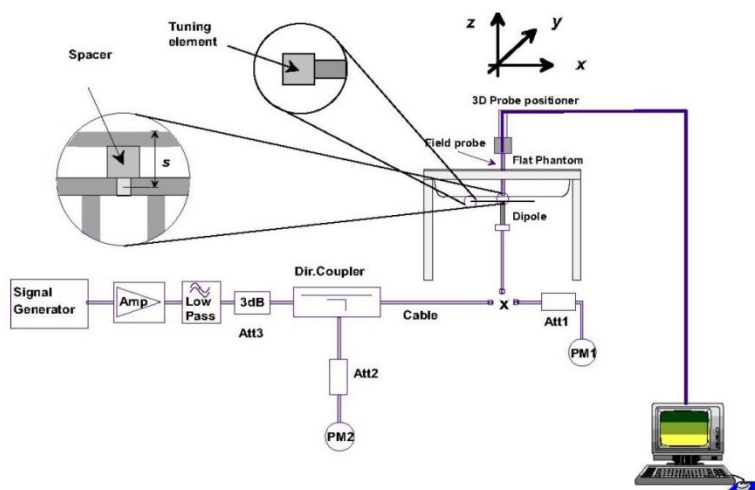 Tuning
element
Spacer
s
z
y
x
3D Probe positioner
Field probe
Flat Phantom
Dipole
Signal
Generator
Amp
Low
Pass
3dB
Att3
Dir.Coupler
Cable
x
Att1
PM1
Att2
PM2